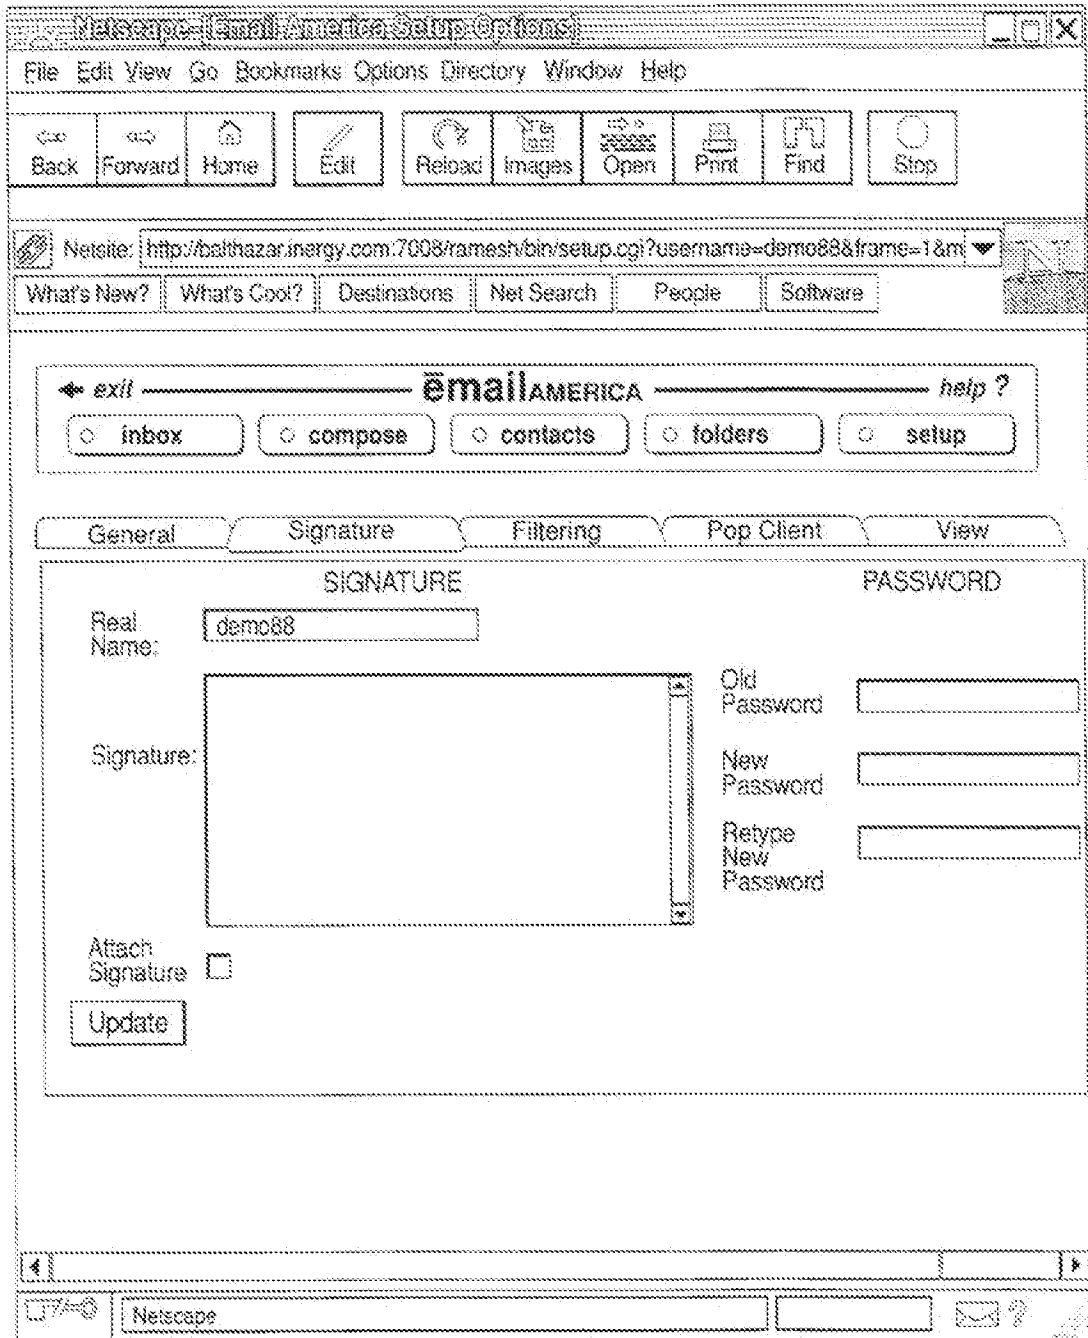 Netscape-[Email America Setup Options]
File Edit View Go Bookmarks Options Directory Window Help
Back Forward Home Edit Reload Images Open Print Find Stop
Netsite: http://balthazar.inergy.com:7008/ramesh/bin/setup.cgi?username=demo88&frame=1&m
What's New? What's Cool? Destinations Net Search People Software
N
exit ēmailAMERICA help ?
inbox compose contacts folders setup
General Signature Filtering Pop Client View
SIGNATURE PASSWORD
Real
Name:
demo88
Old
Password
Signature:
New
Password
Retype
New
Password
Attach
Signature
Update
Netscape
?